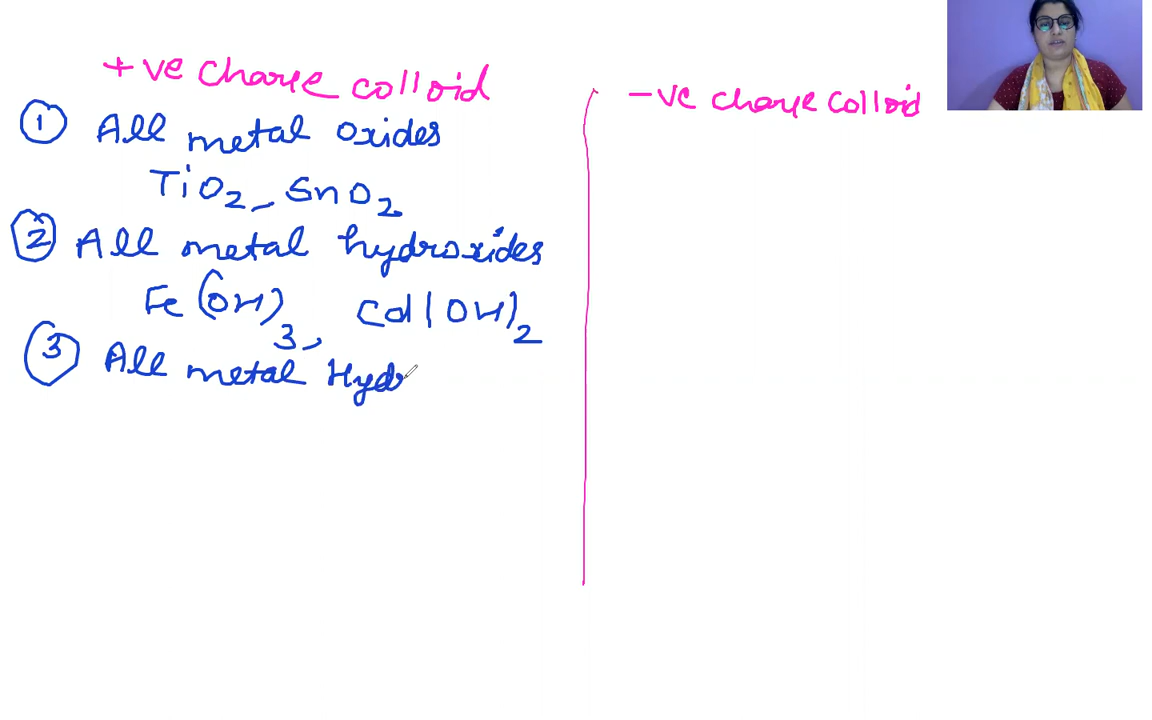 +ve Charge colloid
① All metal oxides
TiO2, SnO2
② All metal hydroxides
Fe(OH)3, Cd(OH)2
③ All metal Hydr
-ve charge colloid